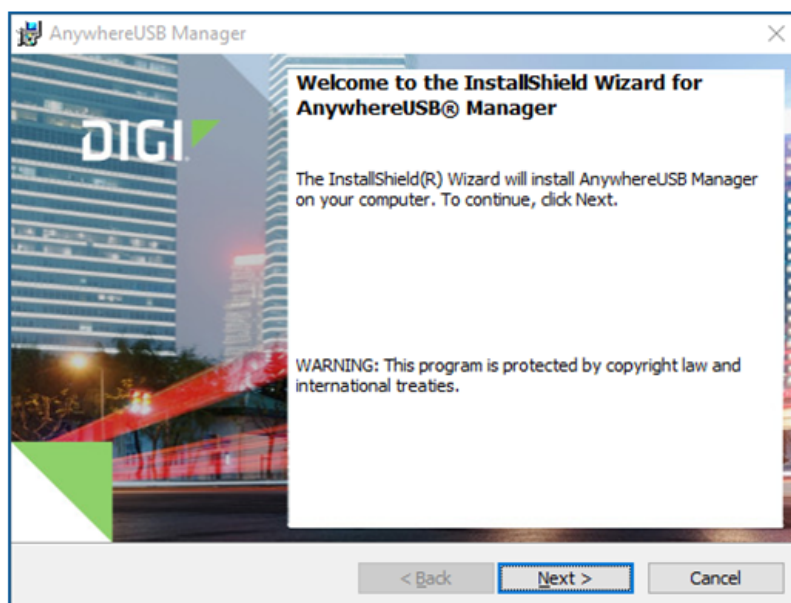 AnywhereUSB Manager
DIGI
Welcome to the InstallShield Wizard for
AnywhereUSB® Manager
The InstallShield(R) Wizard will install AnywhereUSB Manager
on your computer. To continue, click Next.
WARNING: This program is protected by copyright law and
international treaties.
< Back
Next >
Cancel